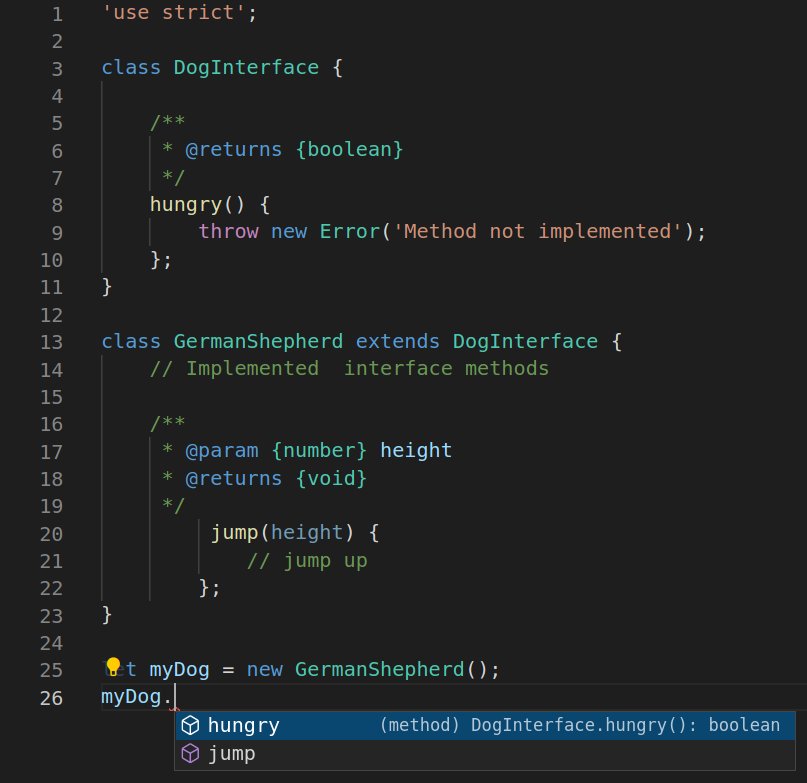 1 'use strict';
2
3 class DogInterface {
4
5 /**
6 * @returns {boolean}
7 */
8 hungry() {
9 throw new Error('Method not implemented');
10 };
11 }
12
13 class GermanShepherd extends DogInterface {
14 // Implemented  interface methods
15
16 /**
17 * @param {number} height
18 * @returns {void}
19 */
20 jump(height) {
21 // jump up
22 };
23 }
24
25 let myDog = new GermanShepherd();
26 myDog.
hungry (method) DogInterface.hungry(): boolean
jump